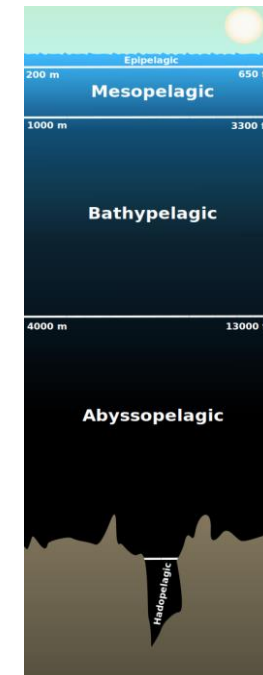 Epipelagic
200 m 650 f
Mesopelagic
1000 m 3300 f
Bathypelagic
4000 m 13000 f
Abyssopelagic
Hadopelagic